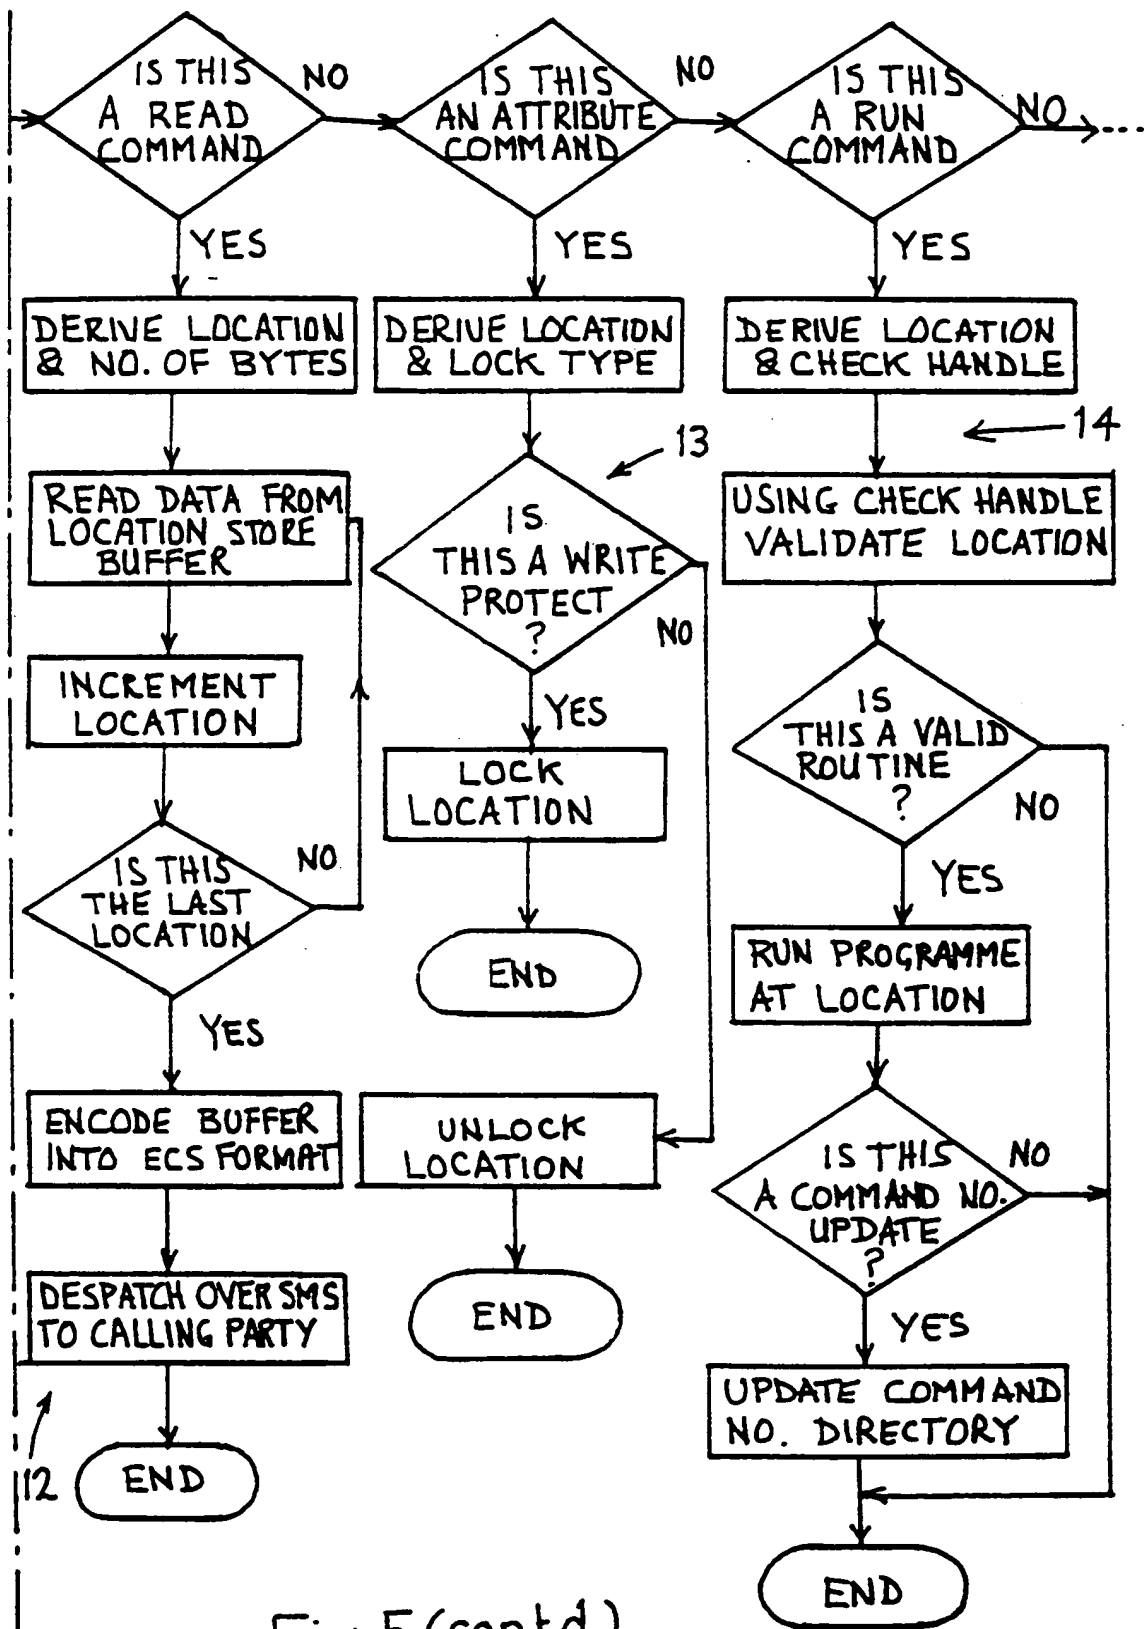 IS THIS
A READ
COMMAND
NO
YES
DERIVE LOCATION
& NO. OF BYTES
READ DATA FROM
LOCATION STORE
BUFFER
INCREMENT
LOCATION
IS THIS
THE LAST
LOCATION
NO
YES
ENCODE BUFFER
INTO ECS FORMAT
DESPATCH OVER SMS
TO CALLING PARTY
12
END
IS THIS
AN ATTRIBUTE
COMMAND
NO
YES
DERIVE LOCATION
& LOCK TYPE
13
IS
THIS A WRITE
PROTECT
?
NO
YES
LOCK
LOCATION
END
UNLOCK
LOCATION
END
IS THIS
A RUN
COMMAND
NO
YES
DERIVE LOCATION
& CHECK HANDLE
14
USING CHECK HANDLE
VALIDATE LOCATION
IS
THIS A VALID
ROUTINE
?
NO
YES
RUN PROGRAMME
AT LOCATION
IS THIS
A COMMAND NO.
UPDATE
?
NO
YES
UPDATE COMMAND
NO. DIRECTORY
END
Fig 5 (contd)